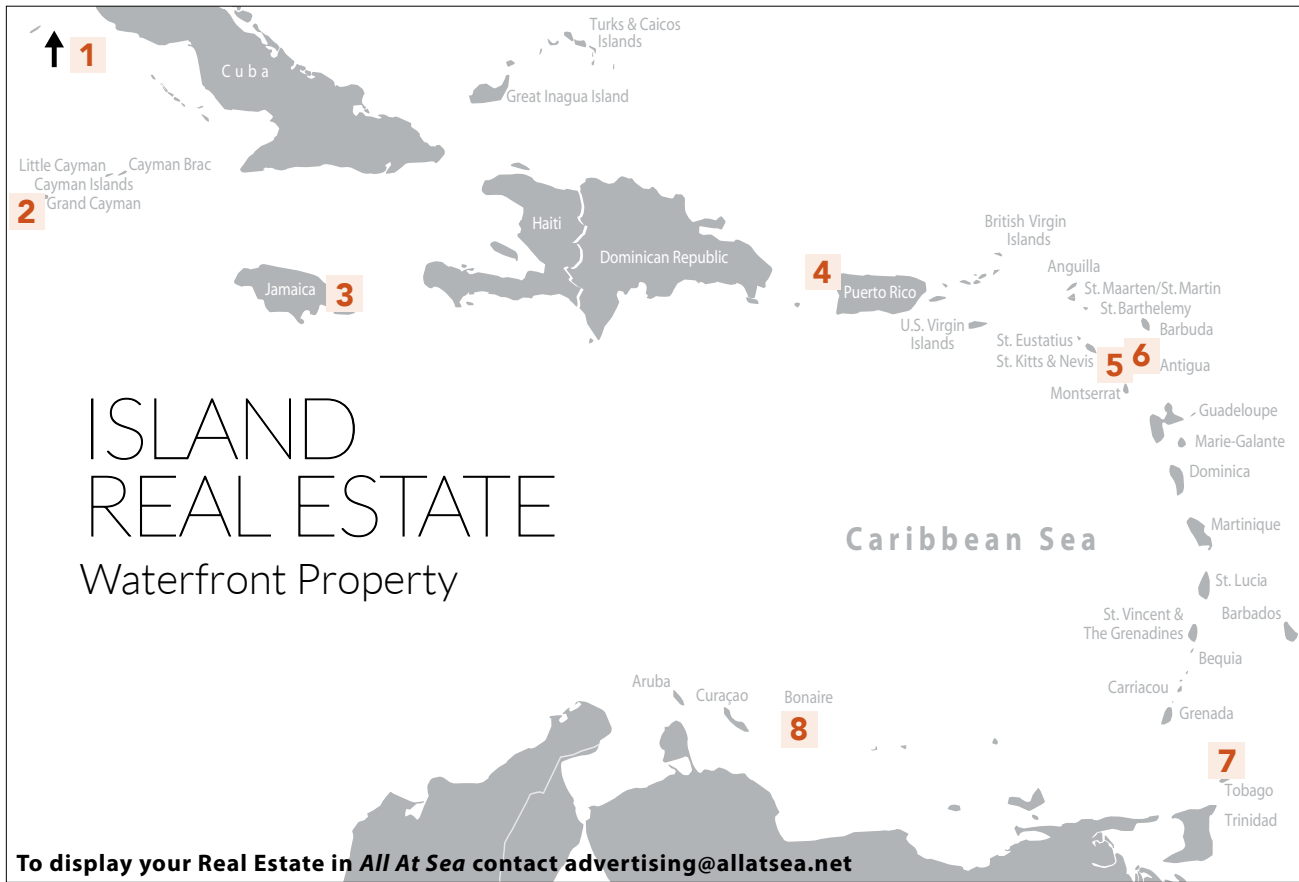 1
Cuba
Turks & Caicos
Islands
Great Inagua Island
Little Cayman
Cayman Brac
Cayman Islands
2
Grand Cayman
Jamaica
3
Haiti
Dominican Republic
4
Puerto Rico
British Virgin
Islands
U.S. Virgin
Islands
Anguilla
St. Maarten/St. Martin
St. Barthelemy
Barbuda
St. Eustatius
St. Kitts & Nevis
5
6
Antigua
Montserrat
Guadeloupe
Marie-Galante
Dominica
Martinique
St. Lucia
St. Vincent &
The Grenadines
Barbados
Bequia
Carriacou
Grenada
ISLAND
REAL ESTATE
Waterfront Property
Caribbean Sea
Aruba
Curaçao
Bonaire
8
7
Tobago
Trinidad
To display your Real Estate in All At Sea contact advertising@allatsea.net